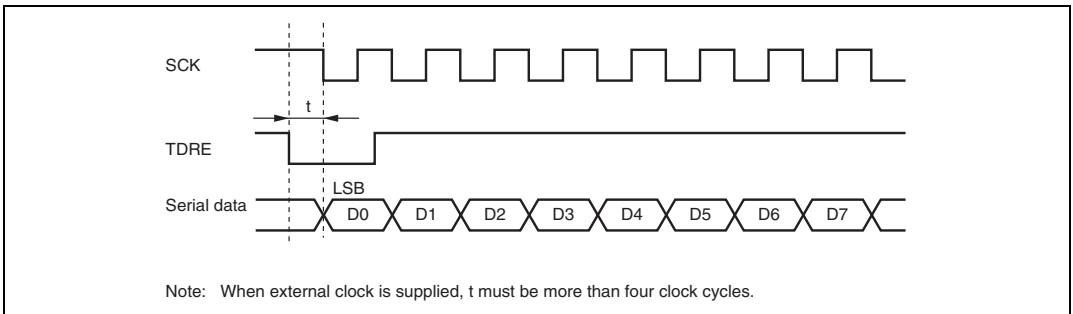 SCK
t
TDRE
LSB
Serial data
D0 D1 D2 D3 D4 D5 D6 D7
Note: When external clock is supplied, t must be more than four clock cycles.